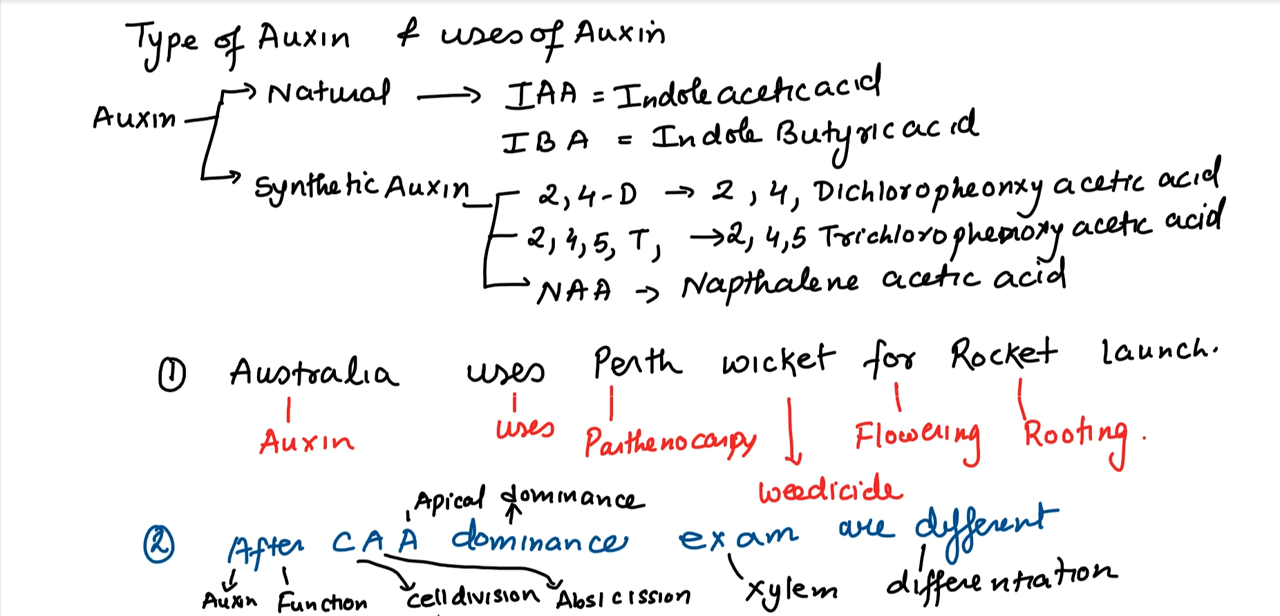 Type of Auxin & uses of Auxin
Auxin → Natural → IAA = Indole acetic acid
IBA = Indole Butyric acid
Synthetic Auxin 2,4-D → 2, 4, Dichloropheonxy acetic acid
2,4,5, T, → 2, 4,5 Trichlorophenoxy acetic acid
NAA → Napthalene acetic acid
① Australia uses Perth wicket for Rocket launch.
Auxin uses Parthenocarpy Flowering Rooting.
weedicide
Apical dominance
② After CAA dominance exam are different
Auxin Function cell division Abscission Xylem differentiation